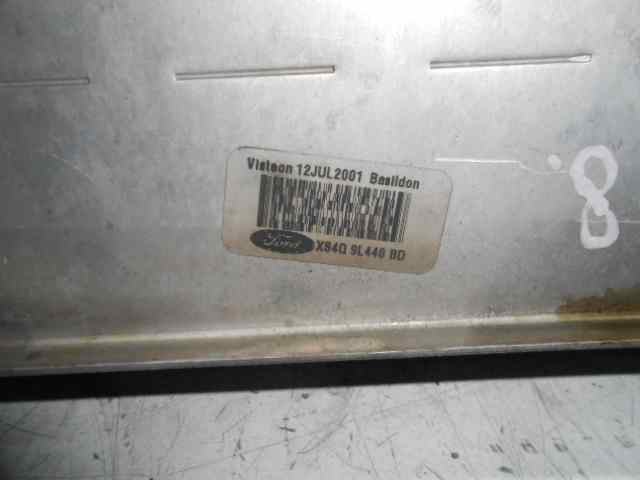 Visteon 12JUL2001 Basildon
Ford XS4Q 9L440 BD
8